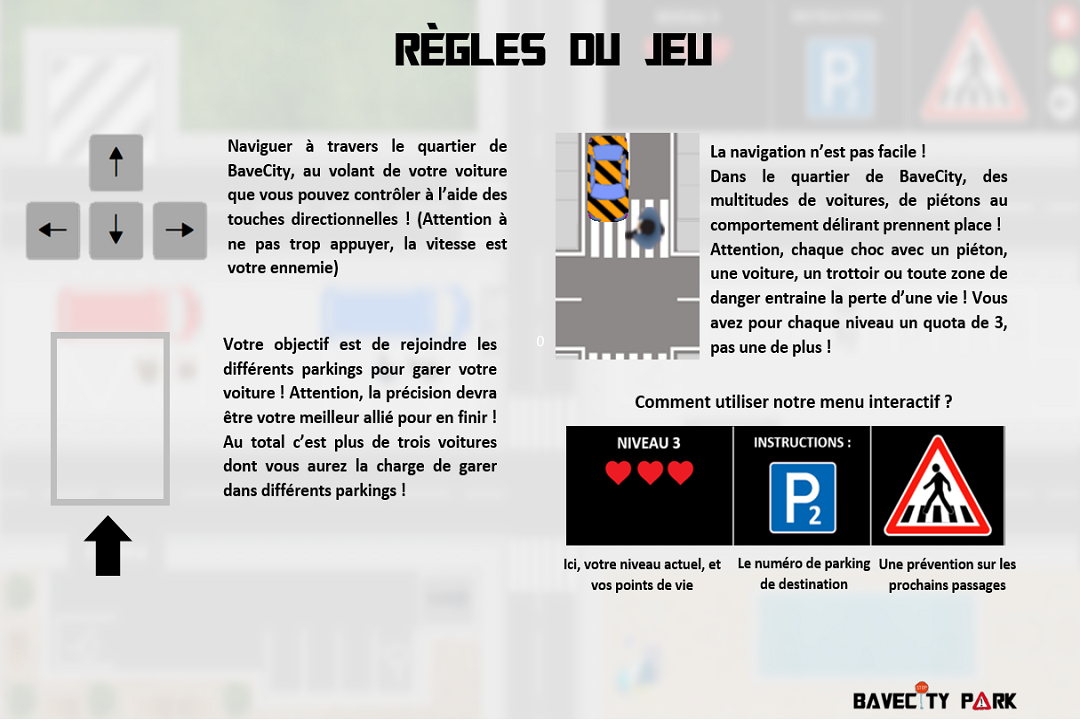 RÈGLES DU JEU
Naviguer à travers le quartier de
BaveCity, au volant de votre voiture
que vous pouvez contrôler à l'aide des
touches directionnelles ! (Attention à
ne pas trop appuyer, la vitesse est
votre ennemie)
Votre objectif est de rejoindre les
différents parkings pour garer votre
voiture ! Attention, la précision devra
être votre meilleur allié pour en finir !
Au total c'est plus de trois voitures
dont vous aurez la charge de garer
dans différents parkings !
0
La navigation n'est pas facile !
Dans le quartier de BaveCity, des
multitudes de voitures, de piétons au
comportement délirant prennent place !
Attention, chaque choc avec un piéton,
une voiture, un trottoir ou toute zone de
danger entraine la perte d'une vie ! Vous
avez pour chaque niveau un quota de 3,
pas une de plus !
Comment utiliser notre menu interactif ?
NIVEAU 3
INSTRUCTIONS :
P2
Ici, votre niveau actuel, et
vos points de vie
Le numéro de parking
de destination
Une prévention sur les
prochains passages
BAVECITY PARK